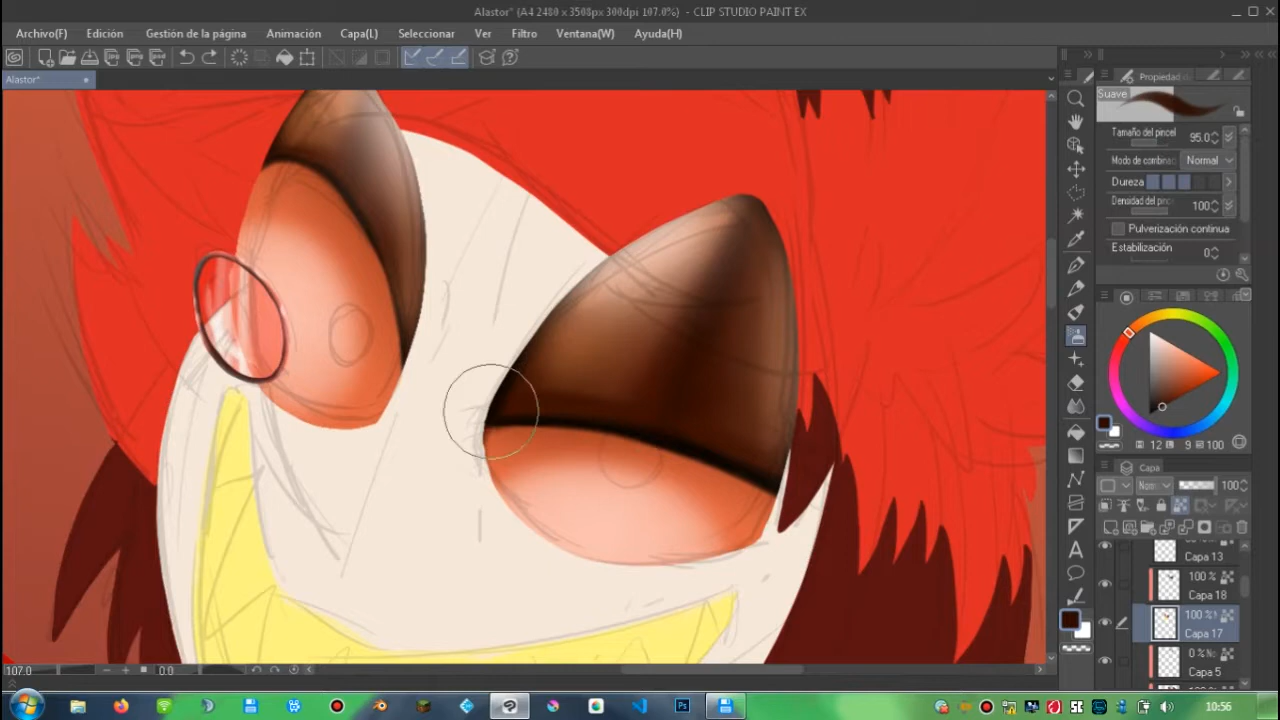 Alastor* (A4 2480 x 3508px 300dpi 107.0%) - CLIP STUDIO PAINT EX
Archivo(F) Edición Gestión de la página Animación Capa(L) Seleccionar Ver Filtro Ventana(W) Ayuda(H)
Alastor*
Propiedad d
Suave
Tamaño del pincel 95.0
Modo de combinac Normal
Dureza
Densidad del pinc 100
Pulverización continua
Estabilización 0
H 12 S 9 B 100
Capa
100
Capa 13
100 %
Capa 18
100 %
Capa 17
0 % No
Capa 5
107.0 0.0
10:56